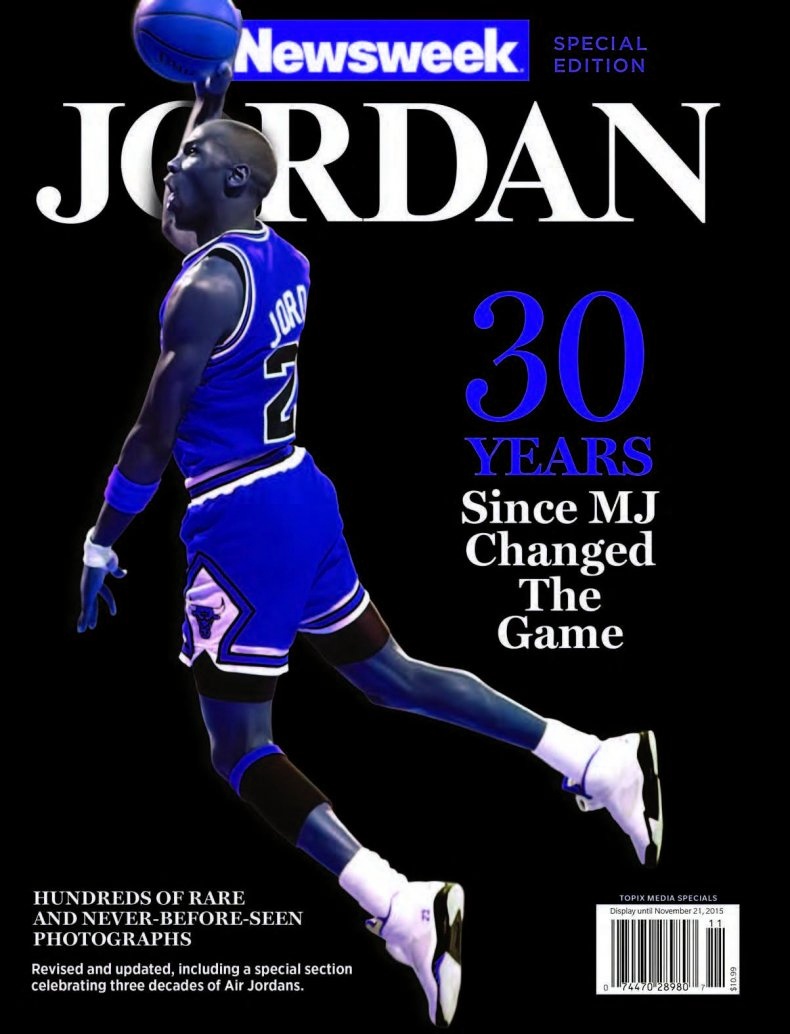 Newsweek
SPECIAL
EDITION
JORDAN
JORD
2
30
YEARS
Since MJ
Changed
The
Game
23
HUNDREDS OF RARE
AND NEVER-BEFORE-SEEN
PHOTOGRAPHS
Revised and updated, including a special section
celebrating three decades of Air Jordans.
TOPIX MEDIA SPECIALS
Display until November 21, 2015
11
0 74470 28980 7
$10.99